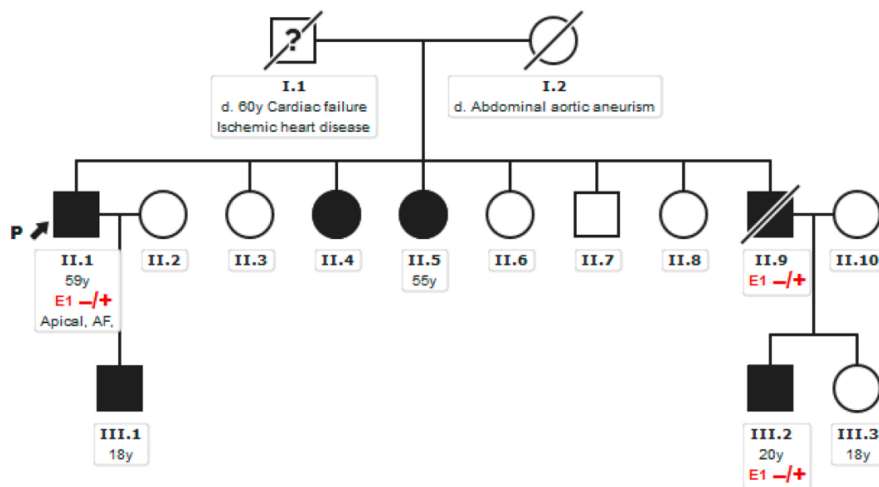 ?
I.1
d. 60y Cardiac failure
Ischemic heart disease
I.2
d. Abdominal aortic aneurism
P
II.1
59y
E1 –/+
Apical, AF,
II.2
II.3
II.4
II.5
55y
II.6
II.7
II.8
II.9
E1 –/+
II.10
III.1
18y
III.2
20y
E1 –/+
III.3
18y